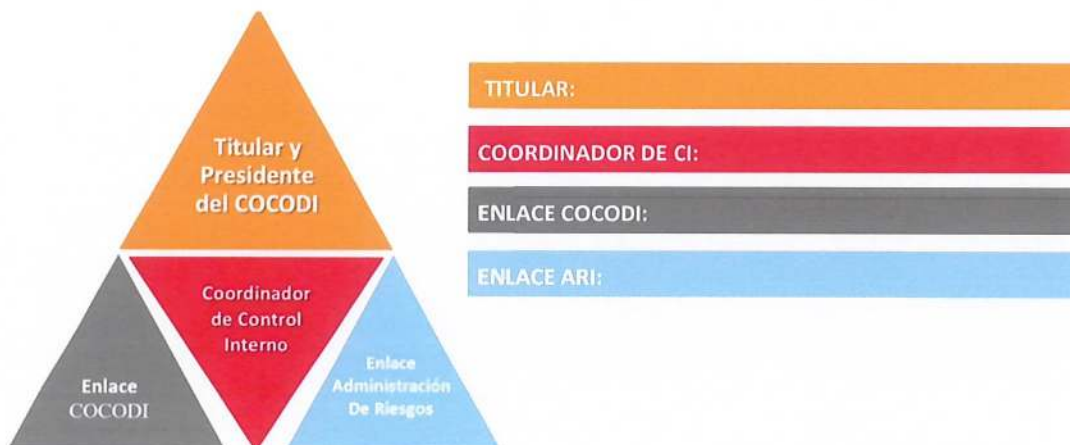 Titular y
Presidente
del COCODI
Coordinador
de Control
Interno
Enlace
COCODI
Enlace
Administración
De Riesgos
TITULAR:
COORDINADOR DE CI:
ENLACE COCODI:
ENLACE ARI: